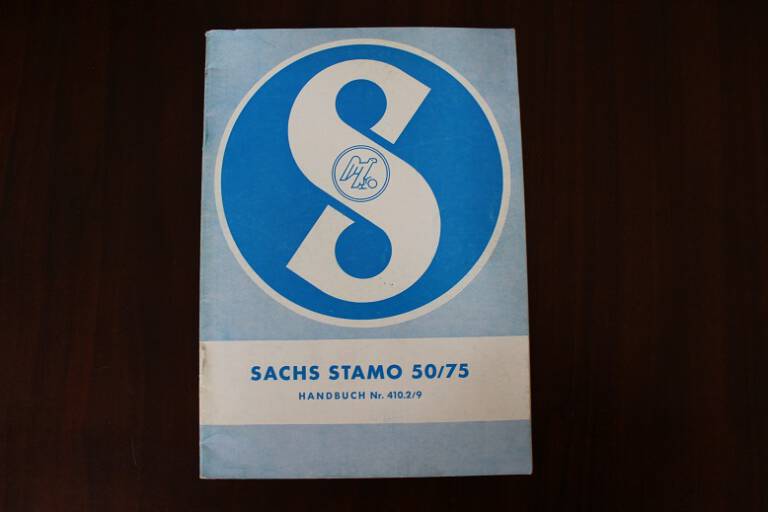 S
SACHS STAMO 50/75
HANDBUCH Nr. 410.2/9